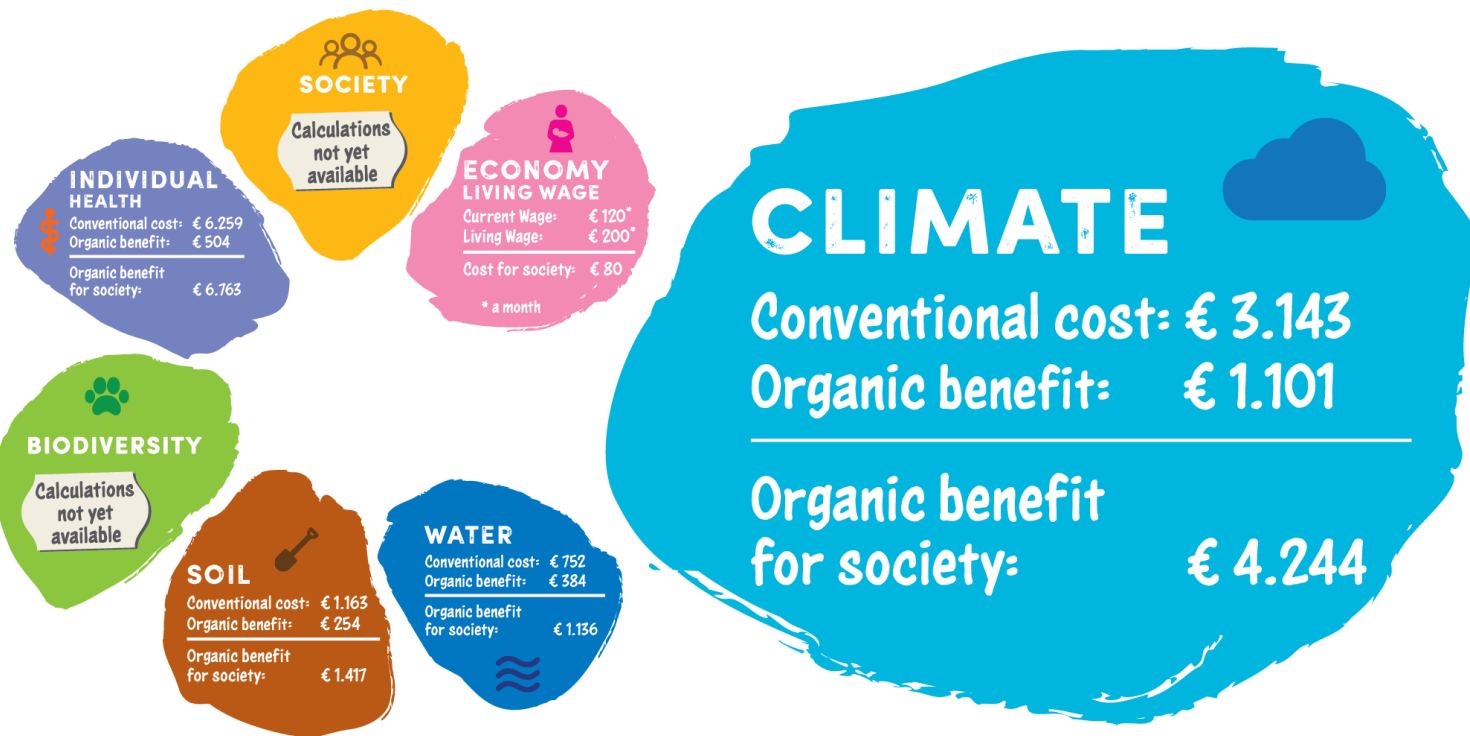 SOCIETY
Calculations
not yet
available
INDIVIDUAL
HEALTH
Conventional cost: € 6.259
Organic benefit: € 504
Organic benefit
for society: € 6.763
ECONOMY
LIVING WAGE
Current Wage: € 120*
Living Wage: € 200*
Cost for society: € 80
* a month
BIODIVERSITY
Calculations
not yet
available
SOIL
Conventional cost: € 1.163
Organic benefit: € 254
Organic benefit
for society: € 1.417
WATER
Conventional cost: € 752
Organic benefit: € 384
Organic benefit
for society: € 1.136
CLIMATE
Conventional cost: € 3.143
Organic benefit: € 1.101
Organic benefit
for society: € 4.244